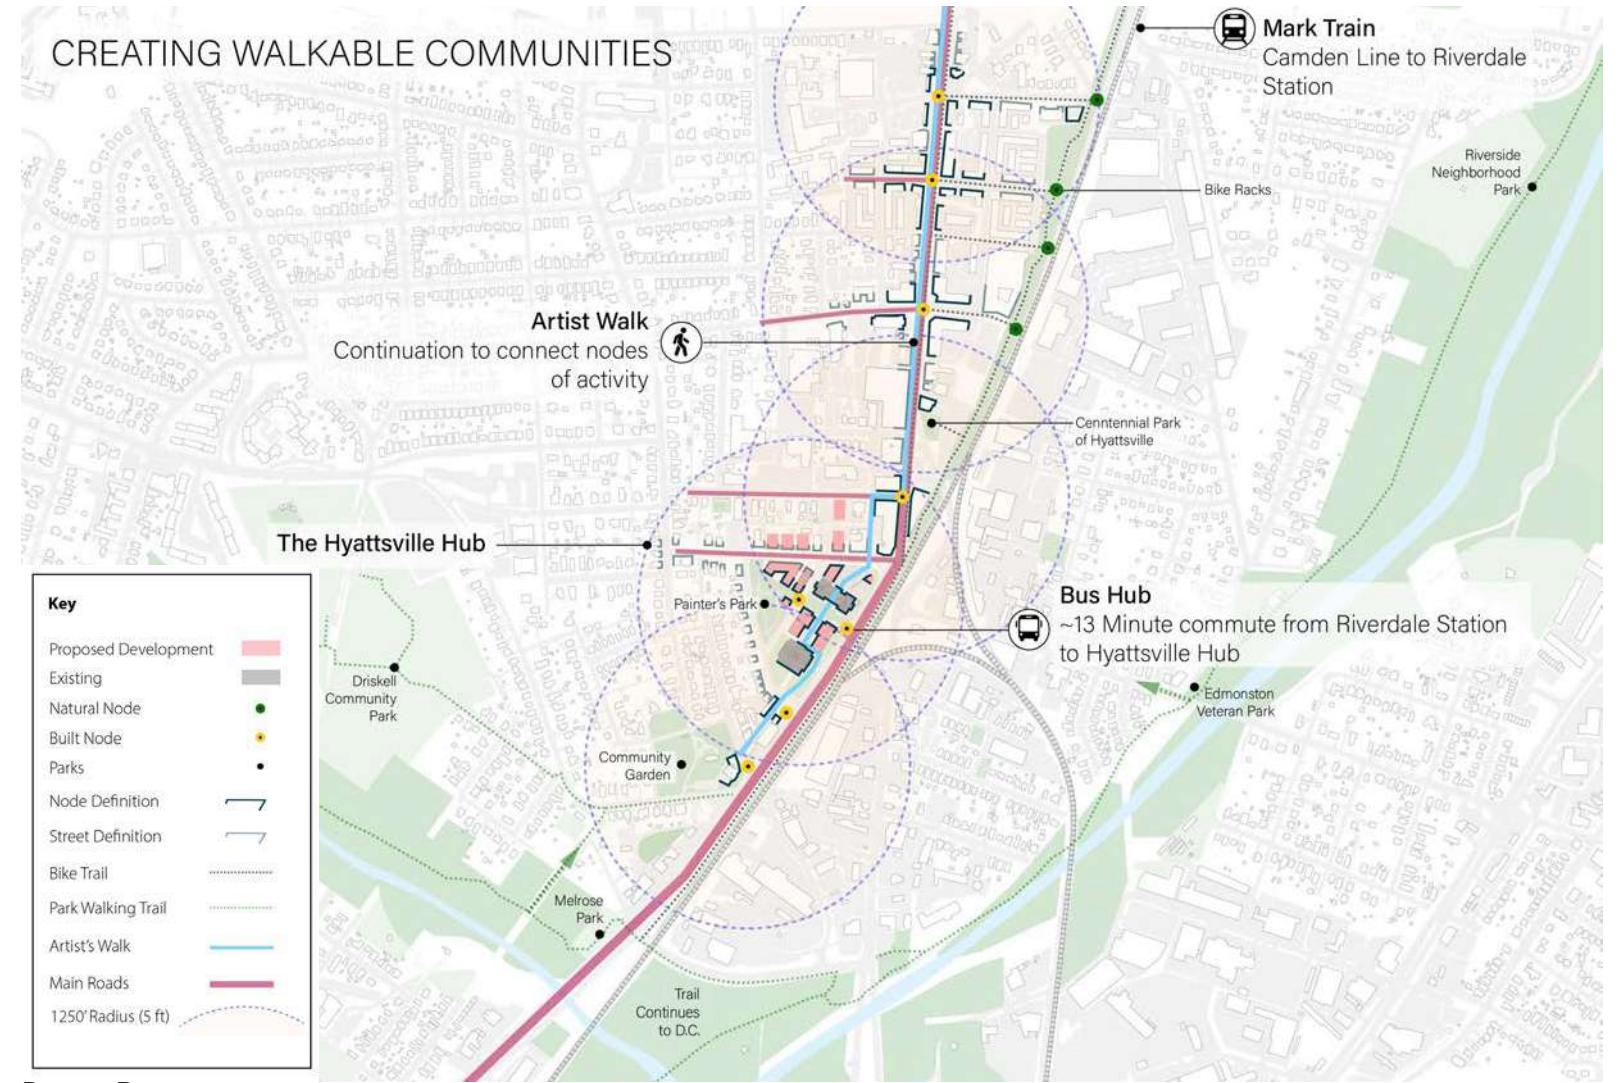 CREATING WALKABLE COMMUNITIES
Mark Train
Camden Line to Riverdale
Station
Riverside
Neighborhood
Park
Bike Racks
Artist Walk
Continuation to connect nodes
of activity
Cenntennial Park
of Hyattsville
The Hyattsville Hub
Painter's Park
Bus Hub
~13 Minute commute from Riverdale Station
to Hyattsville Hub
Driskell
Community
Park
Edmonston
Veteran Park
Community
Garden
Melrose
Park
Trail
Continues
to D.C.
Key
Proposed Development
Existing
Natural Node
Built Node
Parks
Node Definition
Street Definition
Bike Trail
Park Walking Trail
Artist's Walk
Main Roads
1250' Radius (5 ft)